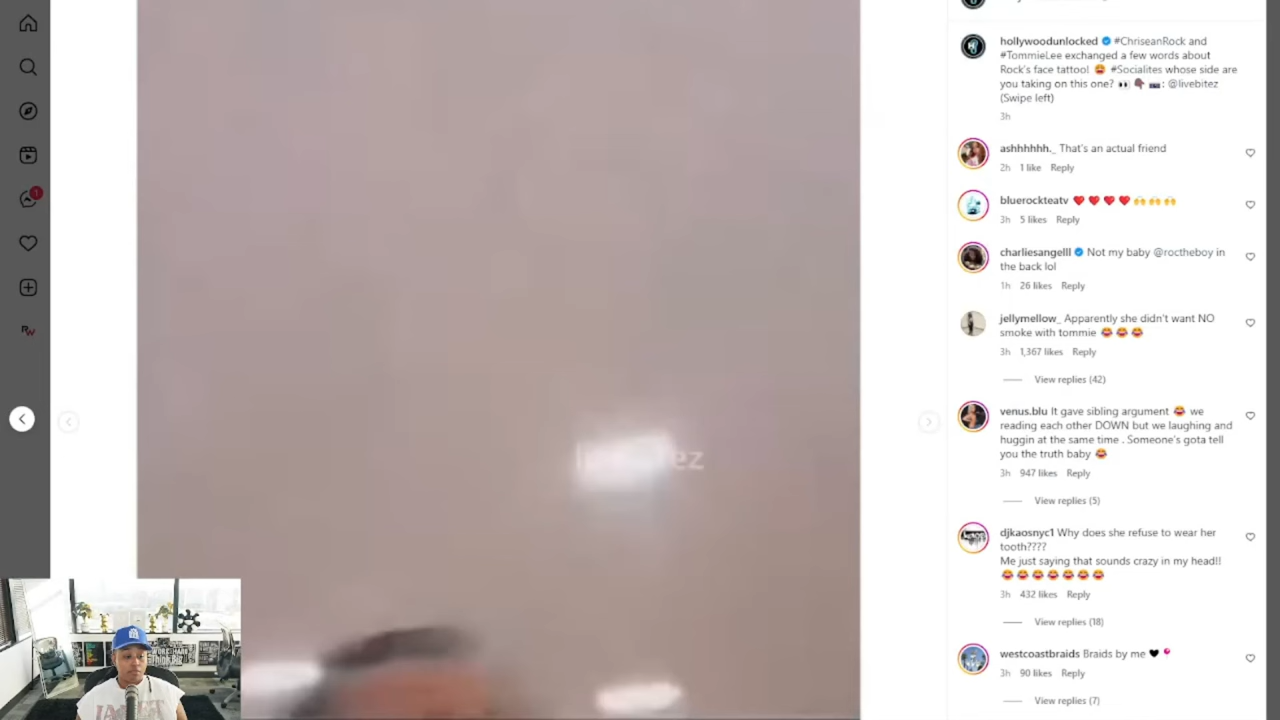 hollywoodunlocked #ChriseanRock and
#TommieLee exchanged a few words about
Rock's face tattoo! 🤩 #Socialites whose side are
you taking on this one? 👀 : @livebitez
(Swipe left)
3h
ashhhhhh._ That's an actual friend
2h 1 like Reply
bluerockteatv ❤️ ❤️ ❤️ ❤️ 🙌 🙌 🙌
3h 5 likes Reply
charliesangelll Not my baby @roctheboy in
the back lol
1h 26 likes Reply
jellymellow_ Apparently she didn't want NO
smoke with tommie 😂 😂 😂
3h 1,367 likes Reply
View replies (42)
venus.blu It gave sibling argument 😂 we
reading each other DOWN but we laughing and
huggin at the same time . Someone's gota tell
you the truth baby 😂
3h 947 likes Reply
View replies (5)
djkaosnyc1 Why does she refuse to wear her
tooth????
Me just saying that sounds crazy in my head!!
😂 😂 😂 😂 😂 😂 😂
3h 432 likes Reply
View replies (18)
westcoastbraids Braids by me 🖤 🎈
3h 90 likes Reply
View replies (7)
1
RW